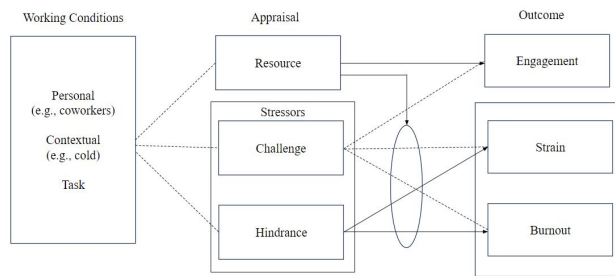 Working Conditions
Appraisal
Outcome
Personal
(e.g., coworkers)
Contextual
(e.g., cold)
Task
Resource
Stressors
Challenge
Hindrance
Engagement
Strain
Burnout